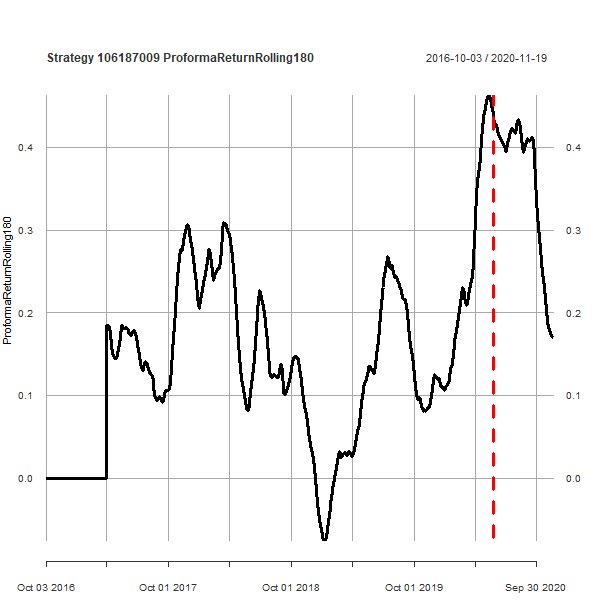 Strategy 106187009 ProformaReturnRolling180
2016-10-03 / 2020-11-19
ProformaReturnRolling180
0.4 0.4
0.3 0.3
0.2 0.2
0.1 0.1
0.0 0.0
Oct 03 2016 Oct 01 2017 Oct 01 2018 Oct 01 2019 Sep 30 2020